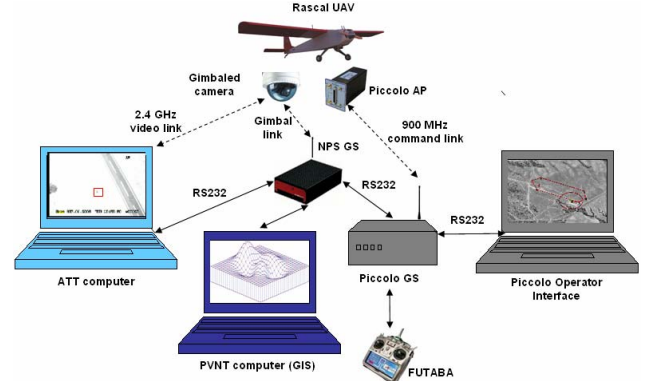 Rascal UAV
Gimbaled
camera
Piccolo AP
2.4 GHz
video link
Gimbal
link
900 MHz
command link
NPS GS
RS232
RS232
RS232
ATT computer
Piccolo GS
Piccolo Operator
Interface
PVNT computer (GIS)
FUTABA